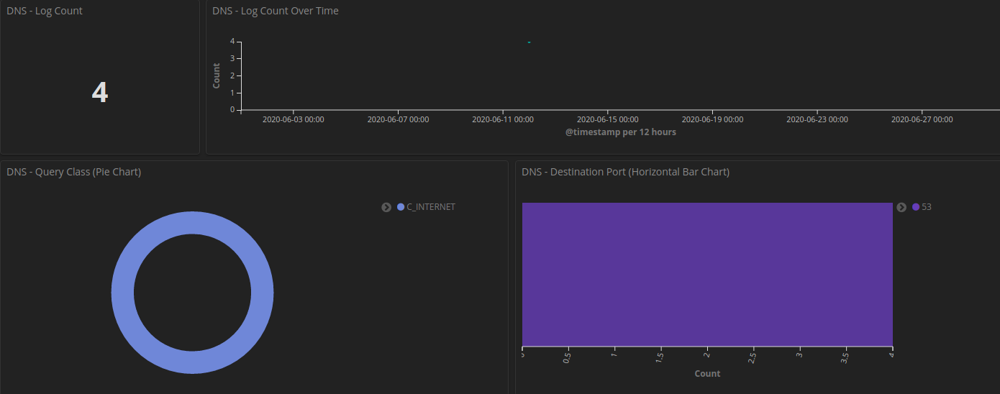 DNS - Log Count
4
DNS - Log Count Over Time
4
3
2
1
0
Count
2020-06-03 00:00 2020-06-07 00:00 2020-06-11 00:00 2020-06-15 00:00 2020-06-19 00:00 2020-06-23 00:00 2020-06-27 00:00
@timestamp per 12 hours
DNS - Query Class (Pie Chart)
C_INTERNET
DNS - Destination Port (Horizontal Bar Chart)
53
0.5 1 1.5 2 2.5 3 3.5 4
Count